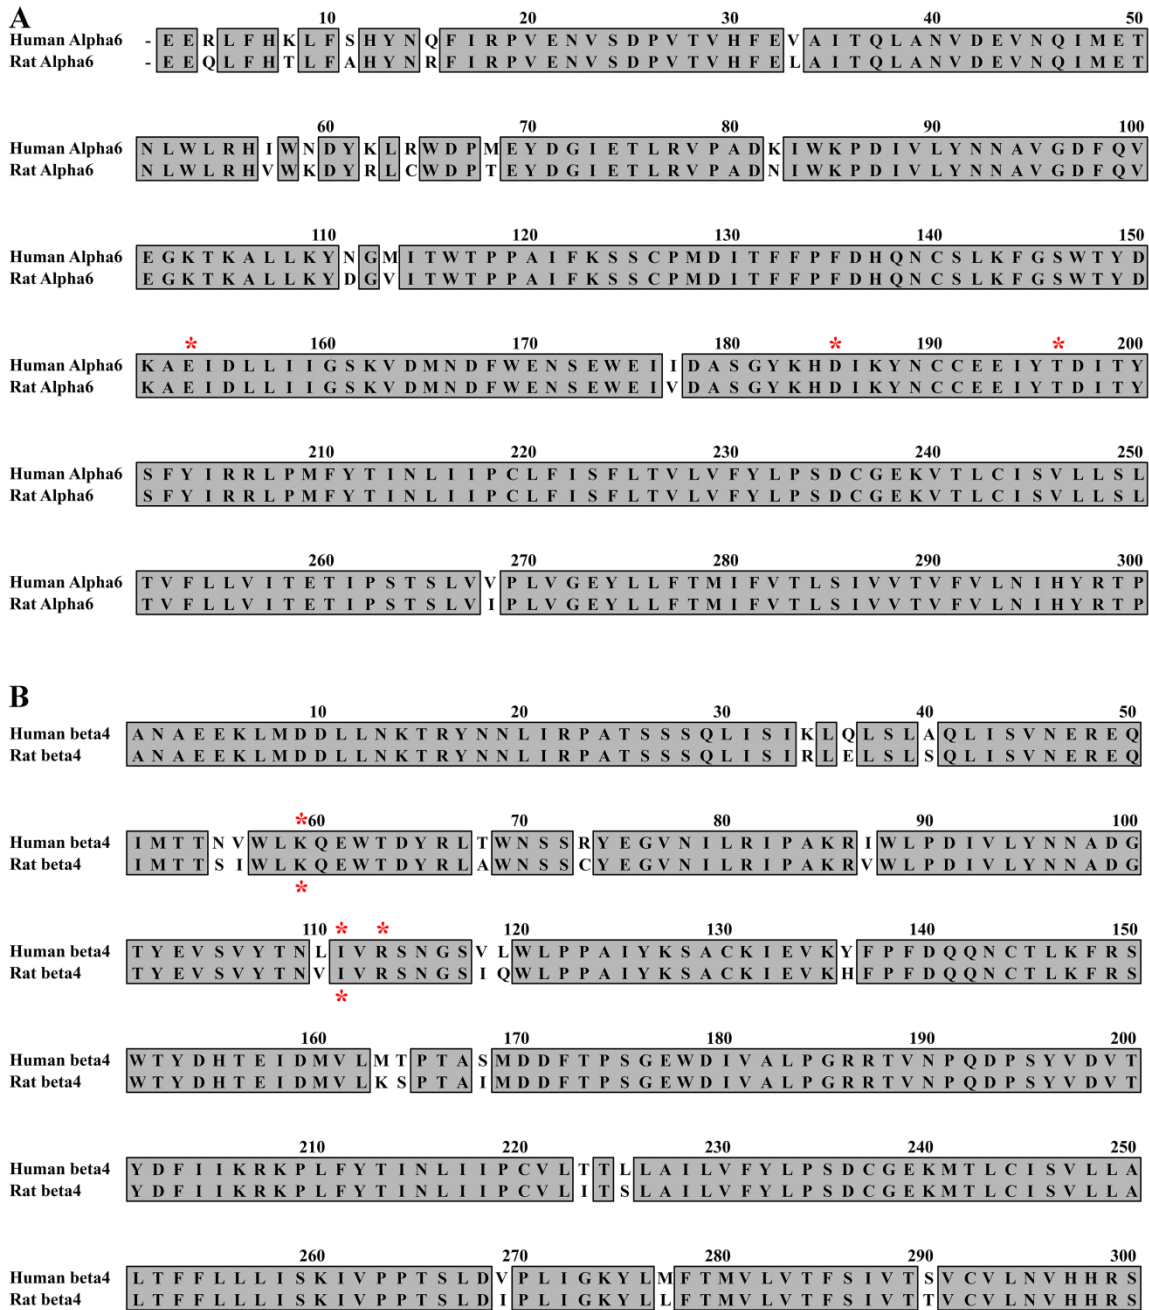 A
10 20 30 40 50
Human Alpha6 - E E R L F H K L F S H Y N Q F I R P V E N V S D P V T V H F E V A I T Q L A N V D E V N Q I M E T
Rat Alpha6 - E E Q L F H T L F A H Y N R F I R P V E N V S D P V T V H F E L A I T Q L A N V D E V N Q I M E T
60 70 80 90 100
Human Alpha6 N L W L R H I W N D Y K L R W D P M E Y D G I E T L R V P A D K I W K P D I V L Y N N A V G D F Q V
Rat Alpha6 N L W L R H V W K D Y R L C W D P T E Y D G I E T L R V P A D N I W K P D I V L Y N N A V G D F Q V
110 120 130 140 150
Human Alpha6 E G K T K A L L K Y N G M I T W T P P A I F K S S C P M D I T F F P F D H Q N C S L K F G S W T Y D
Rat Alpha6 E G K T K A L L K Y D G V I T W T P P A I F K S S C P M D I T F F P F D H Q N C S L K F G S W T Y D
* 160 170 180 * 190 * 200
Human Alpha6 K A E I D L L I I G S K V D M N D F W E N S E W E I I D A S G Y K H D I K Y N C C E E I Y T D I T Y
Rat Alpha6 K A E I D L L I I G S K V D M N D F W E N S E W E I V D A S G Y K H D I K Y N C C E E I Y T D I T Y
210 220 230 240 250
Human Alpha6 S F Y I R R L P M F Y T I N L I I P C L F I S F L T V L V F Y L P S D C G E K V T L C I S V L L S L
Rat Alpha6 S F Y I R R L P M F Y T I N L I I P C L F I S F L T V L V F Y L P S D C G E K V T L C I S V L L S L
260 270 280 290 300
Human Alpha6 T V F L L V I T E T I P S T S L V V P L V G E Y L L F T M I F V T L S I V V T V F V L N I H Y R T P
Rat Alpha6 T V F L L V I T E T I P S T S L V I P L V G E Y L L F T M I F V T L S I V V T V F V L N I H Y R T P
B
10 20 30 40 50
Human beta4 A N A E E K L M D D L L N K T R Y N N L I R P A T S S S Q L I S I K L Q L S L A Q L I S V N E R E Q
Rat beta4 A N A E E K L M D D L L N K T R Y N N L I R P A T S S S Q L I S I R L E L S L S Q L I S V N E R E Q
* 60 70 80 90 100
Human beta4 I M T T N V W L K Q E W T D Y R L T W N S S R Y E G V N I L R I P A K R I W L P D I V L Y N N A D G
Rat beta4 I M T T S I W L K Q E W T D Y R L A W N S S C Y E G V N I L R I P A K R V W L P D I V L Y N N A D G
*
110 * * 120 130 140 150
Human beta4 T Y E V S V Y T N L I V R S N G S V L W L P P A I Y K S A C K I E V K Y F P F D Q Q N C T L K F R S
Rat beta4 T Y E V S V Y T N V I V R S N G S I Q W L P P A I Y K S A C K I E V K H F P F D Q Q N C T L K F R S
*
160 170 180 190 200
Human beta4 W T Y D H T E I D M V L M T P T A S M D D F T P S G E W D I V A L P G R R T V N P Q D P S Y V D V T
Rat beta4 W T Y D H T E I D M V L K S P T A I M D D F T P S G E W D I V A L P G R R T V N P Q D P S Y V D V T
210 220 230 240 250
Human beta4 Y D F I I K R K P L F Y T I N L I I P C V L T T L L A I L V F Y L P S D C G E K M T L C I S V L L A
Rat beta4 Y D F I I K R K P L F Y T I N L I I P C V L I T S L A I L V F Y L P S D C G E K M T L C I S V L L A
260 270 280 290 300
Human beta4 L T F F L L L I S K I V P P T S L D V P L I G K Y L M F T M V L V T F S I V T S V C V L N V H H R S
Rat beta4 L T F F L L L I S K I V P P T S L D I P L I G K Y L L F T M V L V T F S I V T T V C V L N V H H R S